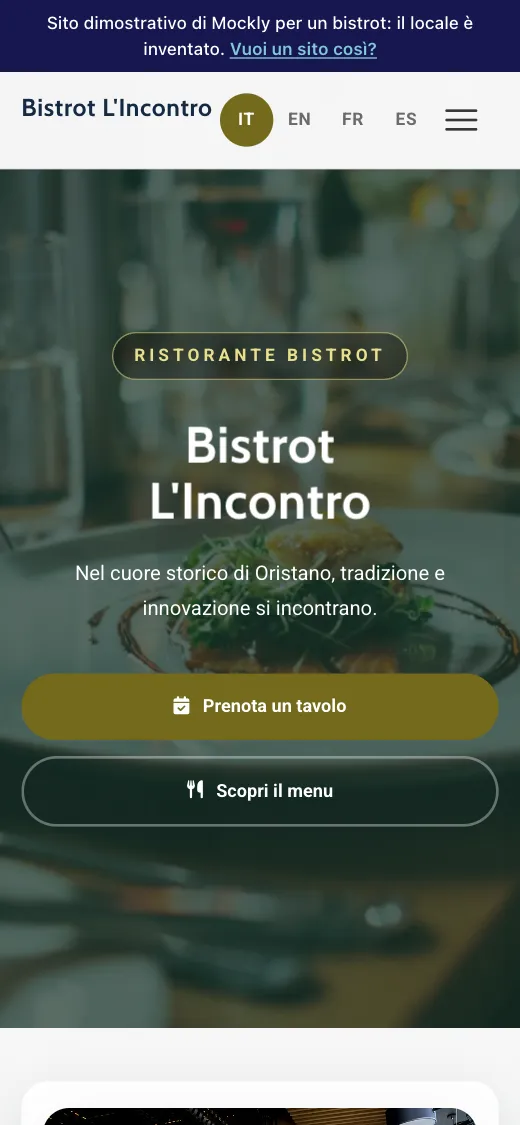 Sito dimostrativo di Mockly per un bistrot: il locale è
inventato. Vuoi un sito così?
Bistrot L'Incontro
IT EN FR ES
RISTORANTE BISTROT
Bistrot
L'Incontro
Nel cuore storico di Oristano, tradizione e
innovazione si incontrano.
Prenota un tavolo
Scopri il menu